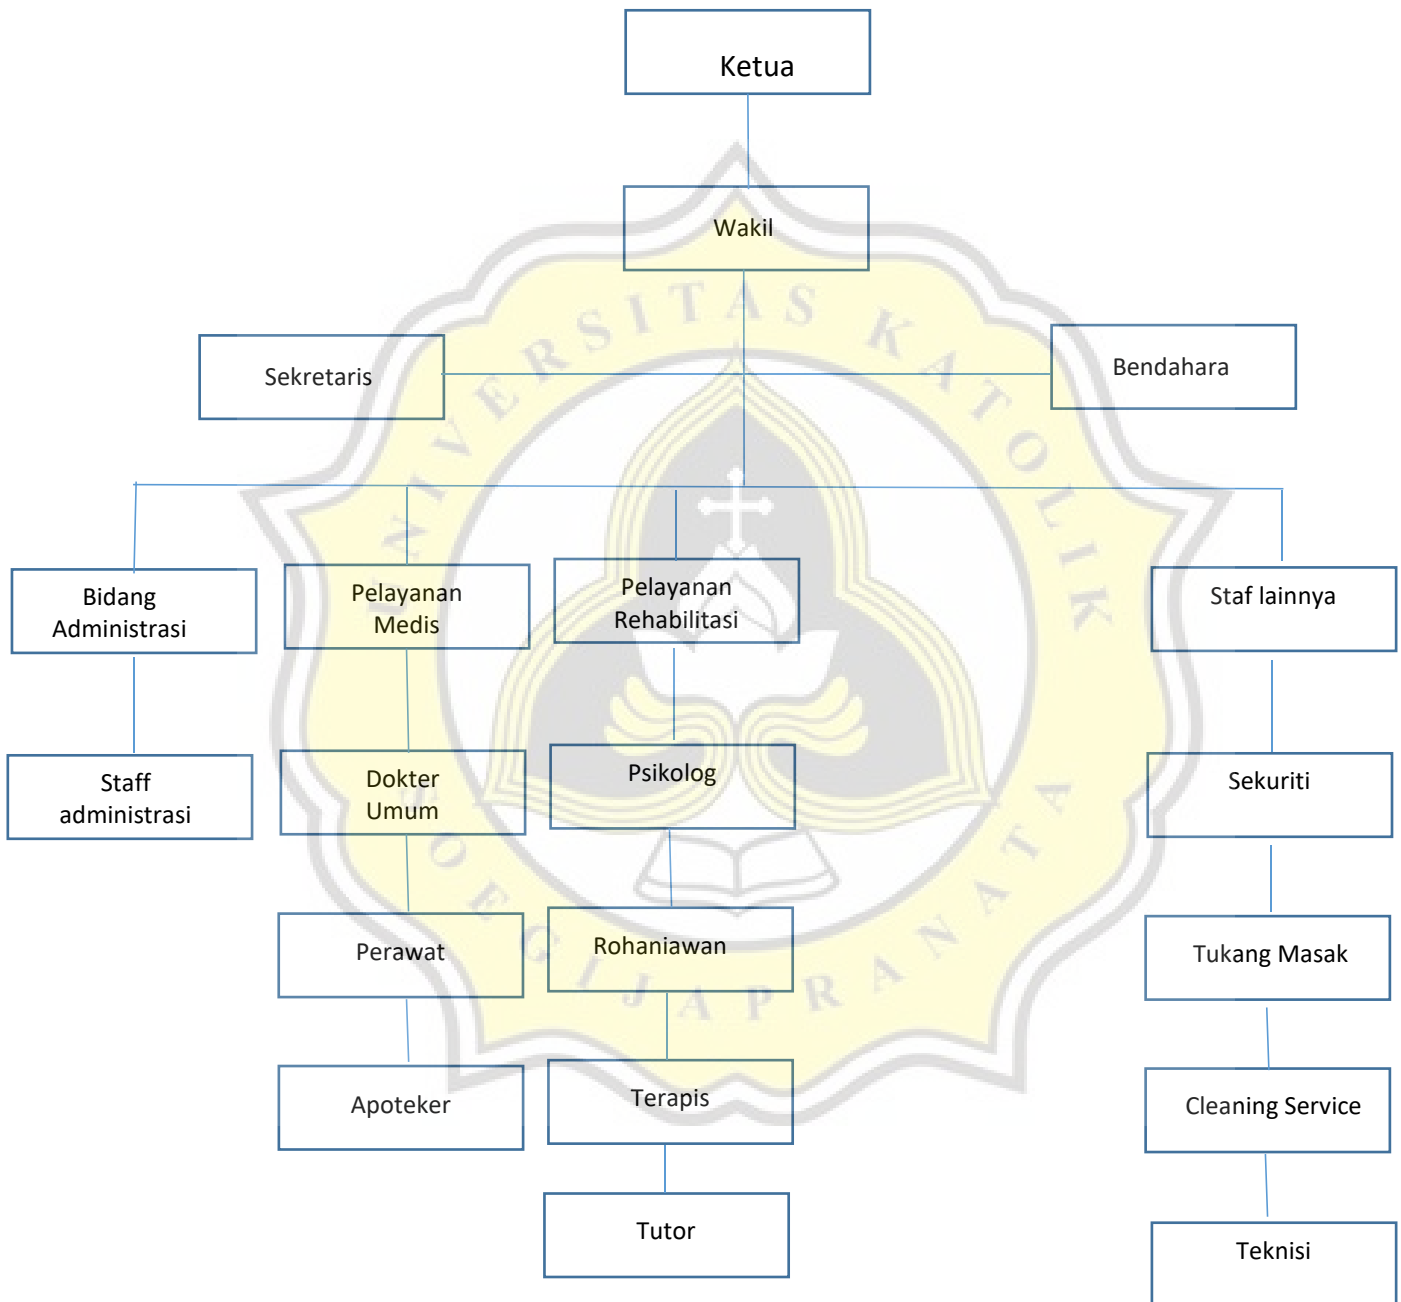 Ketua
Wakil
UNIVERSITAS KATOLIK
SOEGIJAPRANATA
Sekretaris
Bendahara
Bidang
Administrasi
Pelayanan
Medis
Pelayanan
Rehabilitasi
Staf lainnya
Staff
administrasi
Dokter
Umum
Psikolog
Sekuriti
Perawat
Rohaniawan
Tukang Masak
Apoteker
Terapis
Cleaning Service
Tutor
Teknisi